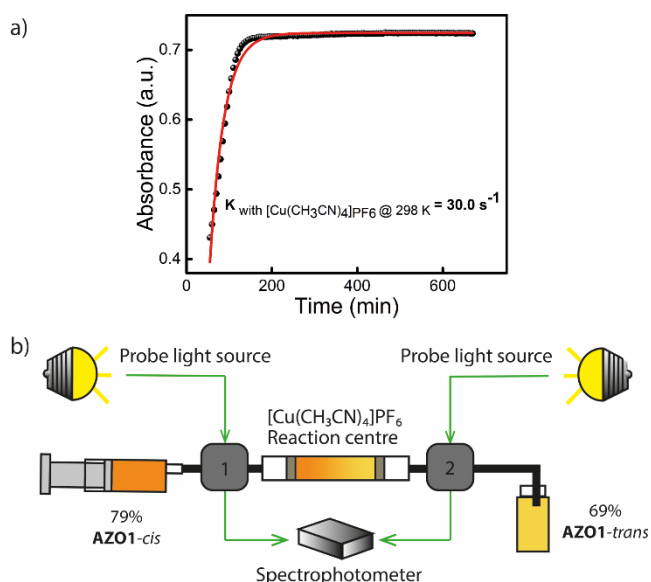 a)
0.7
0.6
0.5
0.4
Absorbance (a.u.)
K with [Cu(CH3CN)4]PF6 @ 298 K = 30.0 s-1
0 200 400 600
Time (min)
b)
Probe light source Probe light source
[Cu(CH3CN)4]PF6
Reaction centre
1 2
79%
AZO1-cis
69%
AZO1-trans
Spectrophotometer